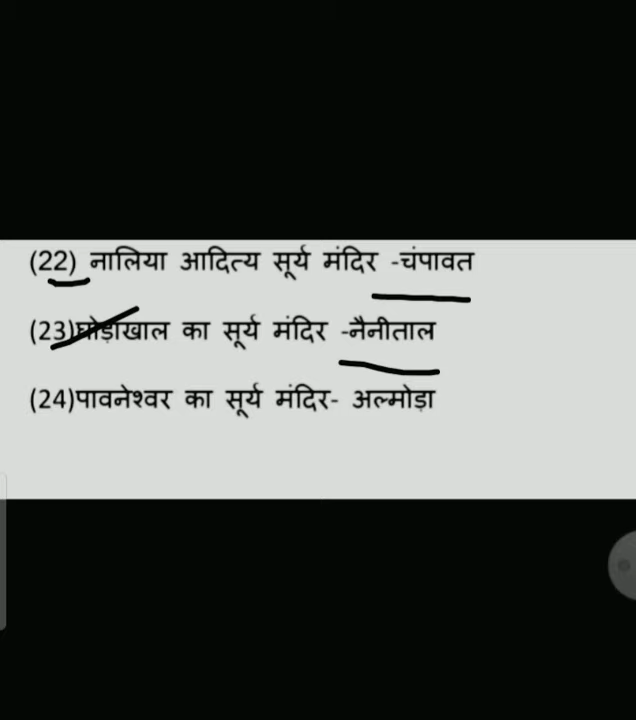 (22) नालिया आदित्य सूर्य मंदिर -चंपावत
(23)घोड़ाखाल का सूर्य मंदिर -नैनीताल
(24)पावनेश्वर का सूर्य मंदिर- अल्मोड़ा